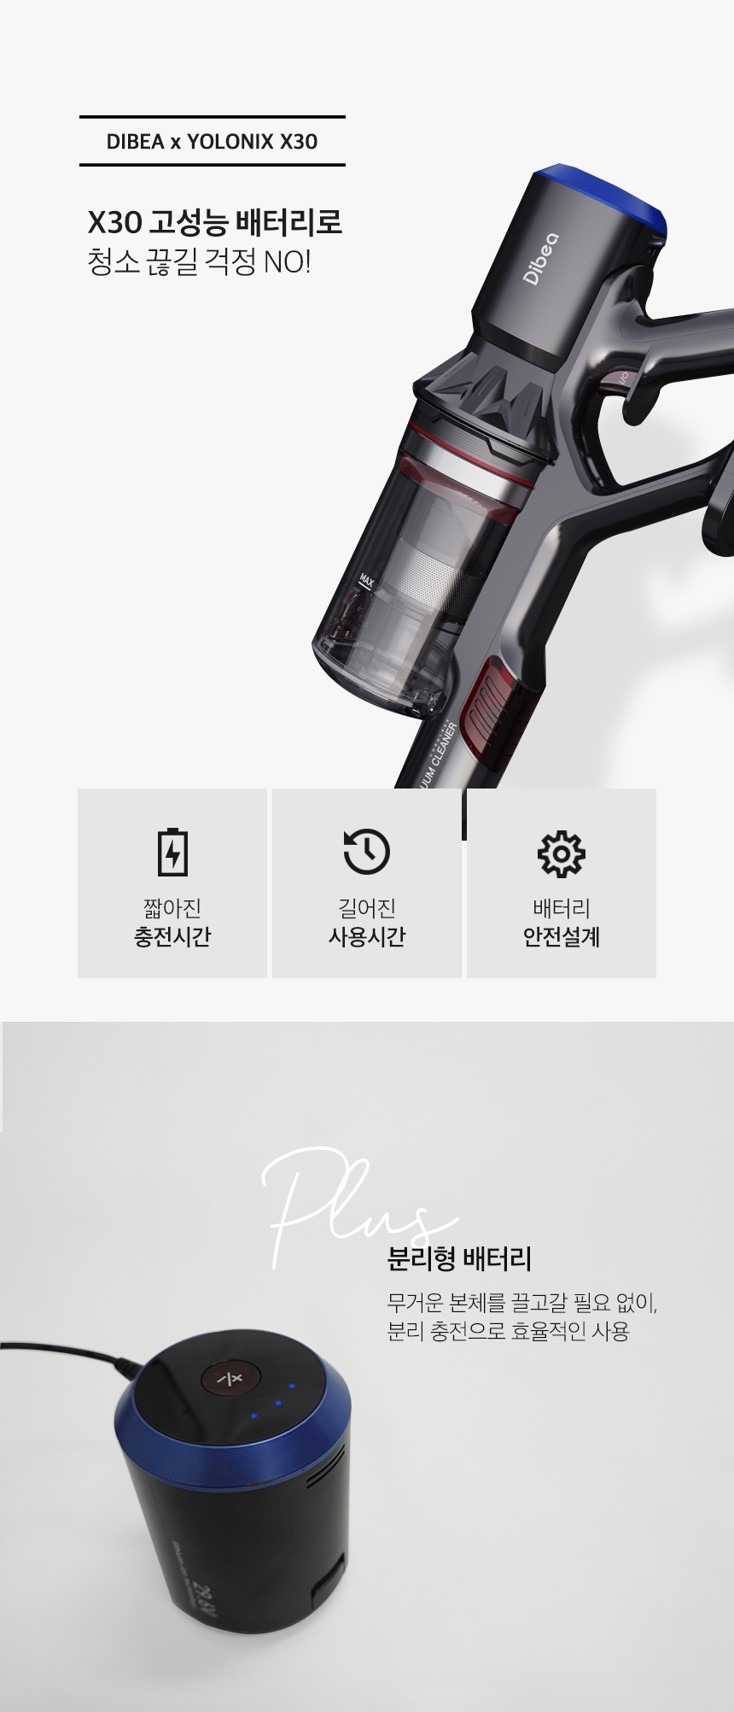 DIBEA x YOLONIX X30
X30 고성능 배터리로
청소 끊길 걱정 NO!
Dibea
I/O
MAX
CLEANER
짧아진
충전시간
길어진
사용시간
배터리
안전설계
Plus
분리형 배터리
무거운 본체를 끌고갈 필요 없이,
분리 충전으로 효율적인 사용
29.6V